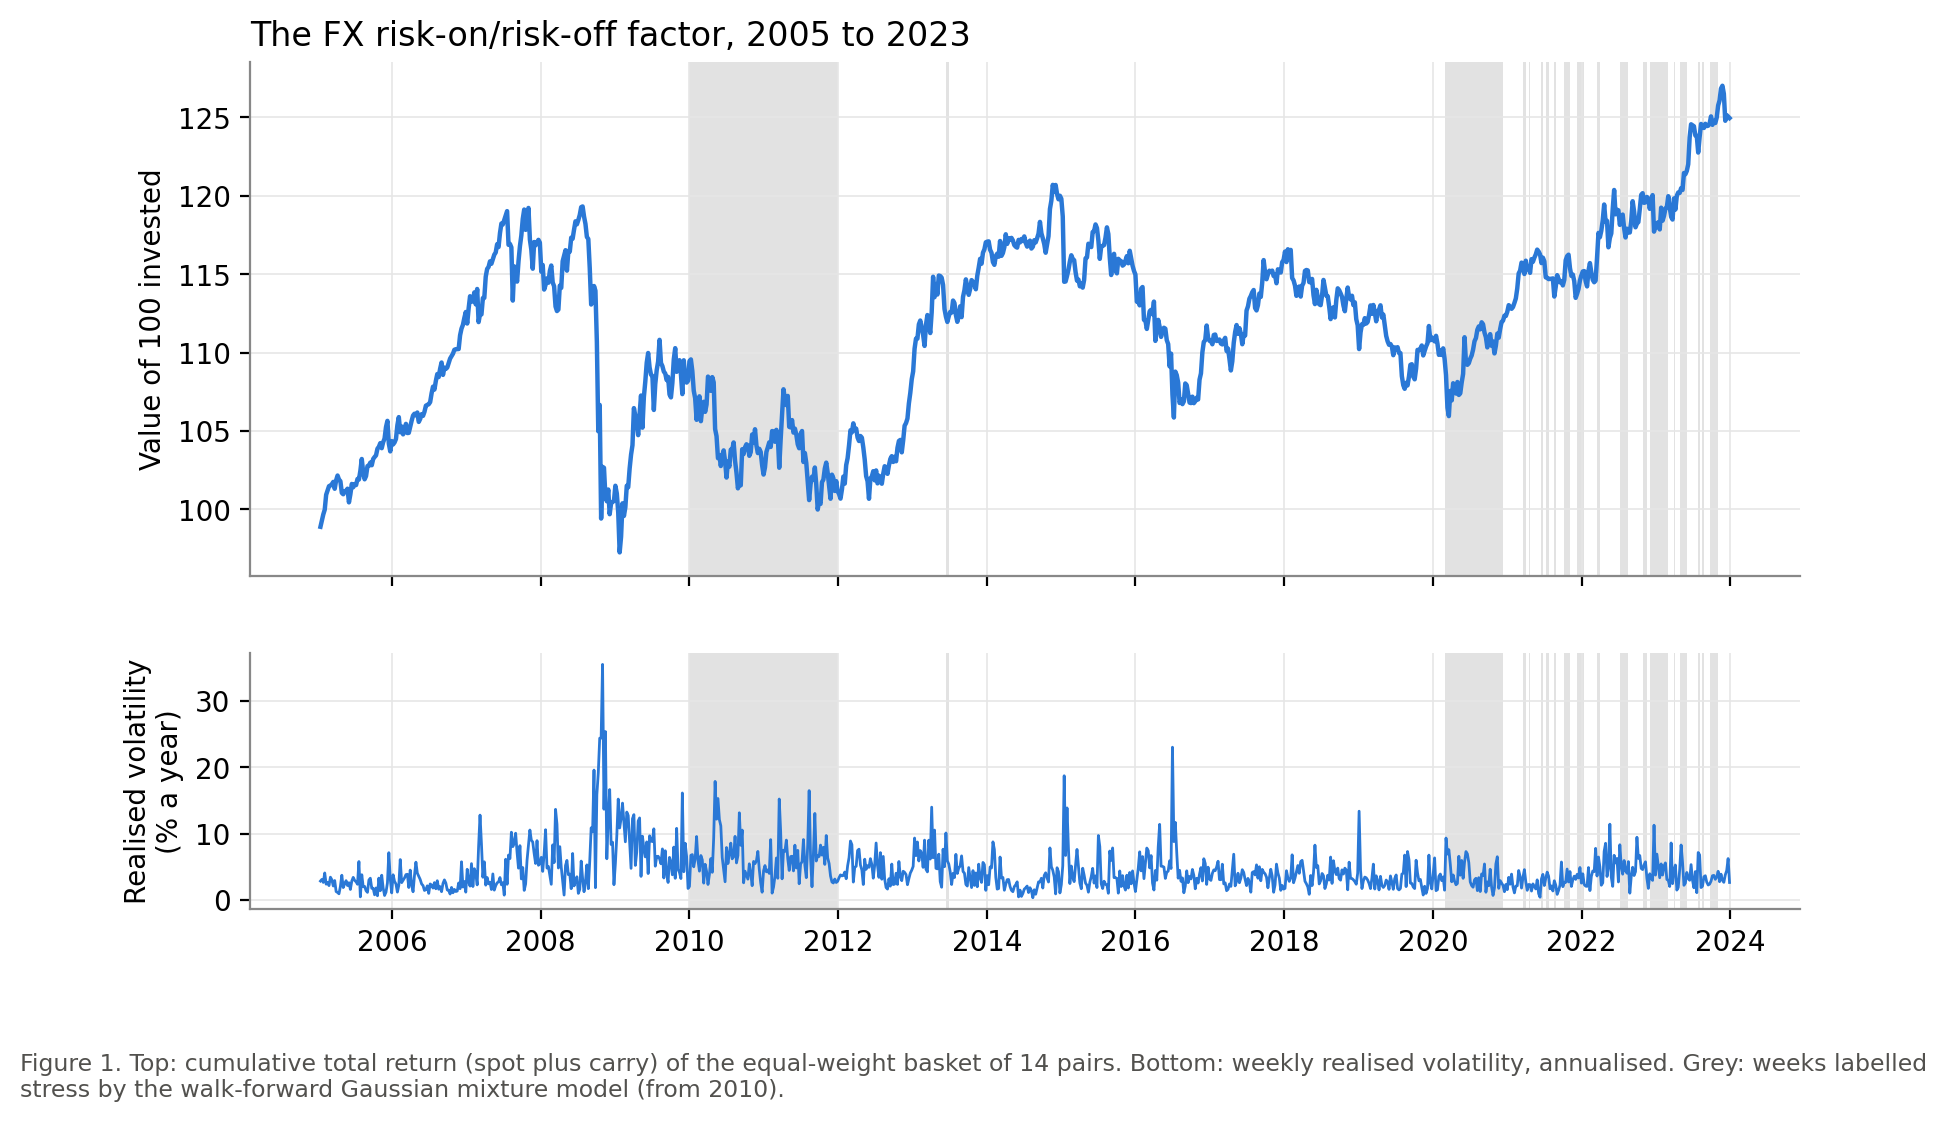 The FX risk-on/risk-off factor, 2005 to 2023
Value of 100 invested
125
120
115
110
105
100
Realised volatility
(% a year)
30
20
10
0
2006 2008 2010 2012 2014 2016 2018 2020 2022 2024
Figure 1. Top: cumulative total return (spot plus carry) of the equal-weight basket of 14 pairs. Bottom: weekly realised volatility, annualised. Grey: weeks labelled
stress by the walk-forward Gaussian mixture model (from 2010).